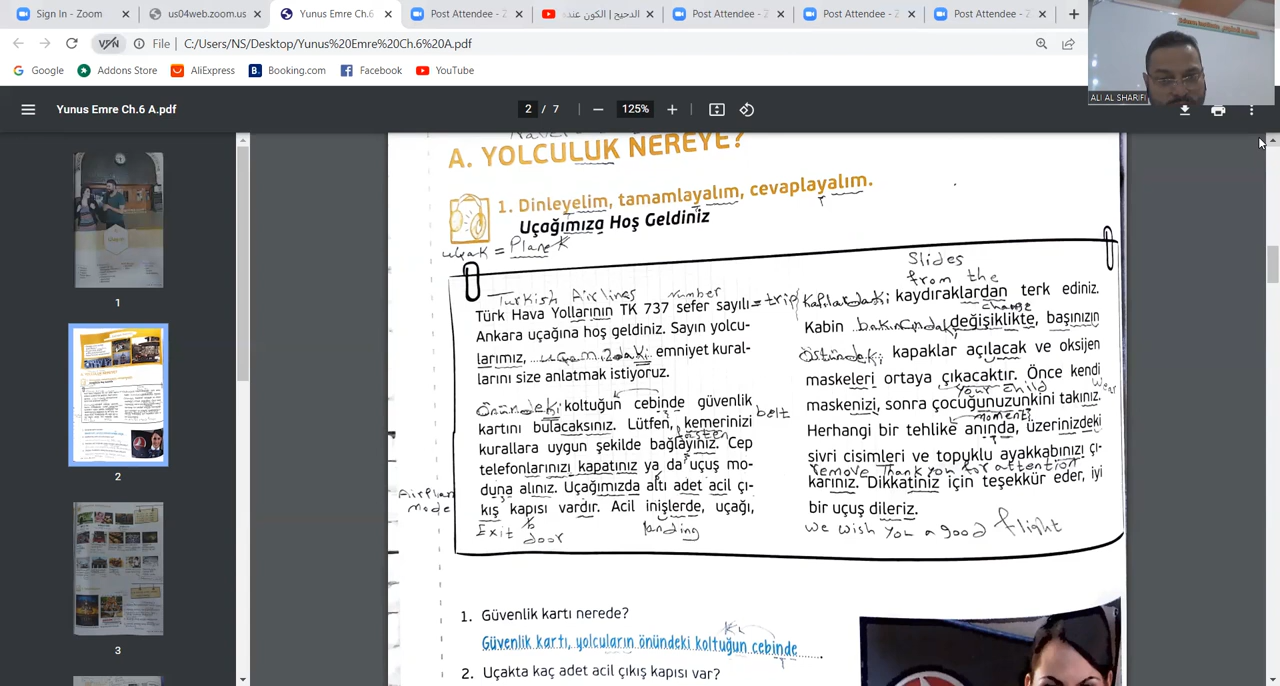 Sign In - Zoom
us04web.zoom.us
Yunus Emre Ch.6
Post Attendee - Z
الدحيح | الكون عنده
Post Attendee - Z
Post Attendee - Z
Post Attendee - Z
VPN
File
C:/Users/NS/Desktop/Yunus%20Emre%20Ch.6%20A.pdf
Google
Addons Store
AliExpress
Booking.com
Facebook
YouTube
ALI AL SHARIFI
Yunus Emre Ch.6 A.pdf
2 / 7
125%
1
2
3
A. YOLCULUK NEREYE?
1. Dinleyelim, tamamlayalım, cevaplayalım.
Uçağımıza Hoş Geldiniz
uçak = Plane
Turkish Airlines number
Türk Hava Yollarının TK 737 sefer sayılı = trip
Ankara uçağına hoş geldiniz. Sayın yolcu-
larımız, uçağımızdaki emniyet kural-
larını size anlatmak istiyoruz.
Önündeki koltuğun cebinde güvenlik
kartını bulacaksınız. Lütfen, kemerinizi belt
kurallara uygun şekilde bağlayınız. Cep
fasten
telefonlarınızı kapatınız ya da uçuş mo-
duna alınız. Uçağımızda altı adet acil çı-
Airplane
mode
kış kapısı vardır. Acil inişlerde, uçağı,
Exit door
landing
Slides
from the
Kapılardaki kaydıraklardan terk ediniz.
change
Kabin değişiklikte, başınızın
Üstündeki kapaklar açılacak ve oksijen
maskeleri ortaya çıkacaktır. Önce kendi
your child
maskenizi, sonra çocuğunuzunkini takınız. Wear
moment
Herhangi bir tehlike anında, üzerinizdeki
sivri cisimleri ve topuklu ayakkabınızı çı-
remove Thank you for attention
karınız. Dikkatiniz için teşekkür eder, iyi
bir uçuş dileriz.
we wish you a good flight
1. Güvenlik kartı nerede?
Güvenlik kartı, yolcuların önündeki koltuğun cebinde
2. Uçakta kaç adet acil çıkış kapısı var?